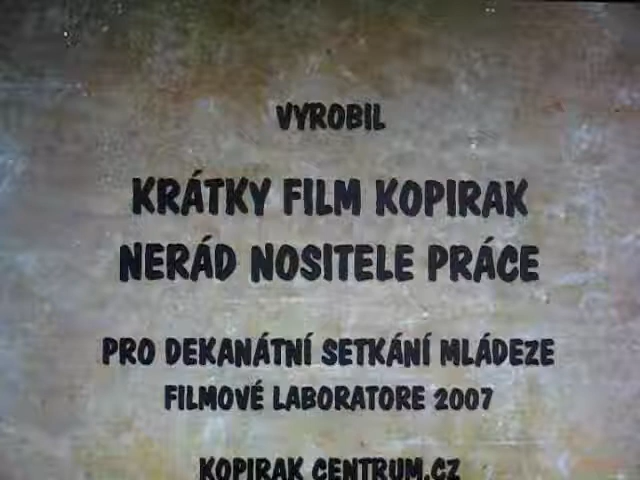 VYROBIL
KRÁTKY FILM KOPIRAK
NERÁD NOSITELE PRÁCE
PRO DEKANÁTNÍ SETKÁNÍ MLÁDEZE
FILMOVÉ LABORATORE 2007
KOPIRAK CENTRUM.CZ